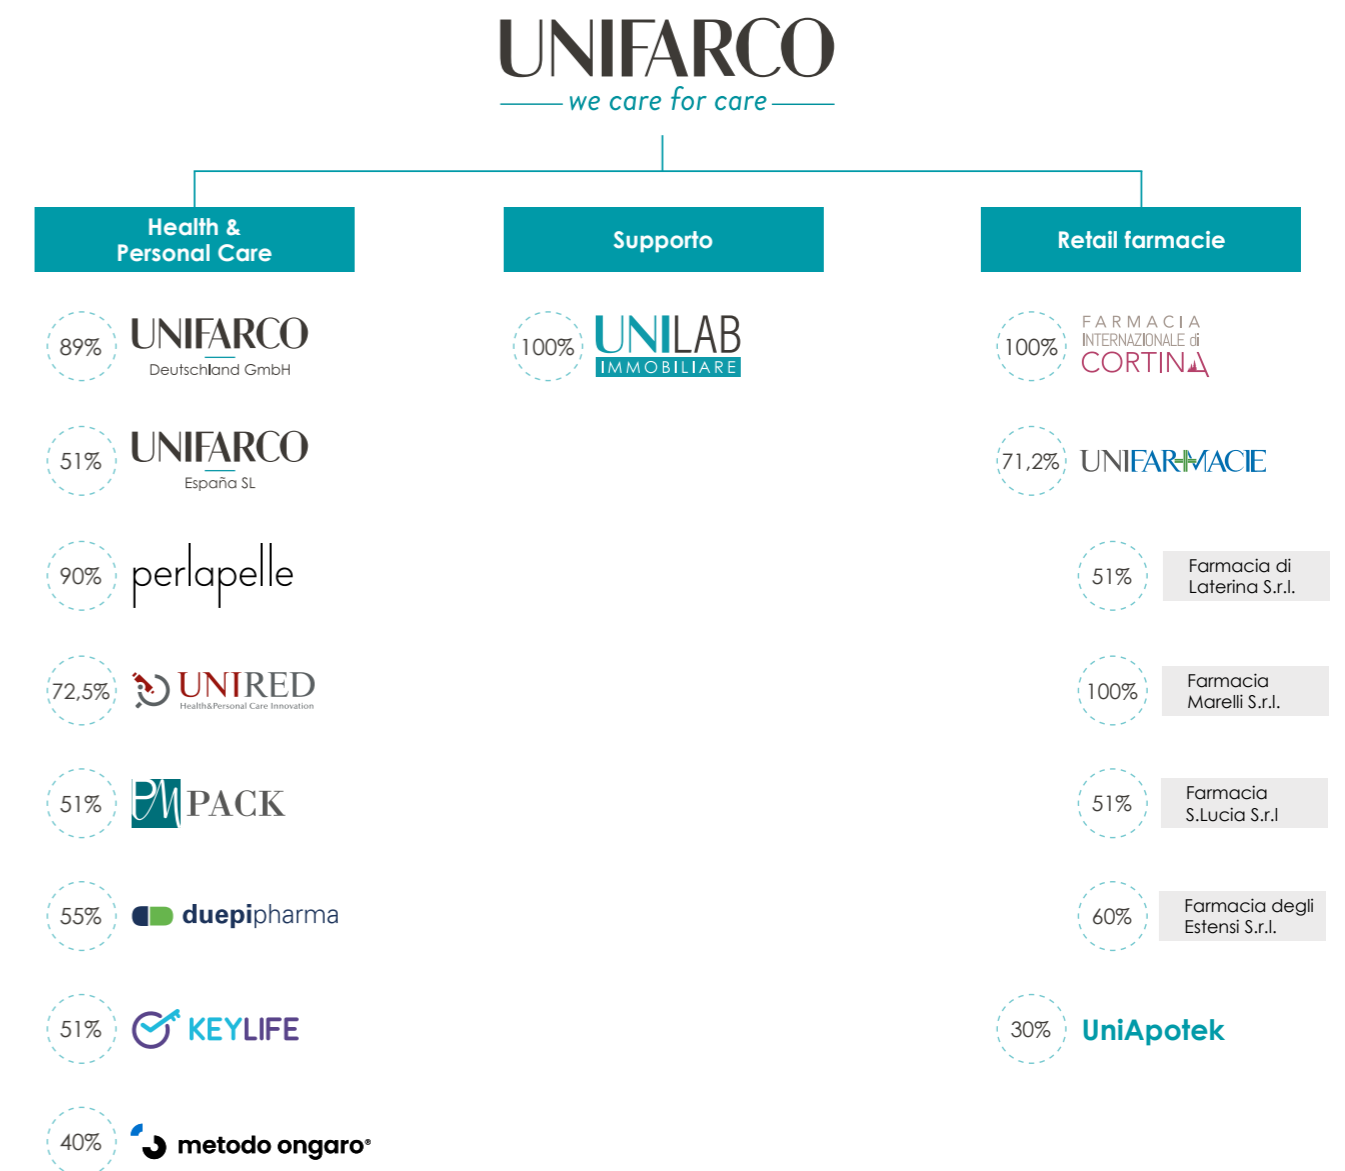 UNIFARCO
we care for care
Health &
Personal Care
89%
UNIFARCO
Deutschland GmbH
51%
UNIFARCO
España SL
90%
perlapelle
72,5%
UNIRED
Health&Personal Care Innovation
51%
PM PACK
55%
duepipharma
51%
KEYLIFE
40%
metodo ongaro®
Supporto
100%
UNILAB
IMMOBILIARE
Retail farmacie
100%
FARMACIA
INTERNAZIONALE di
CORTINA
71,2%
UNIFARMACIE
51%
Farmacia di
Laterina S.r.l.
100%
Farmacia
Marelli S.r.l.
51%
Farmacia
S.Lucia S.r.l
60%
Farmacia degli
Estensi S.r.l.
30%
UniApotek